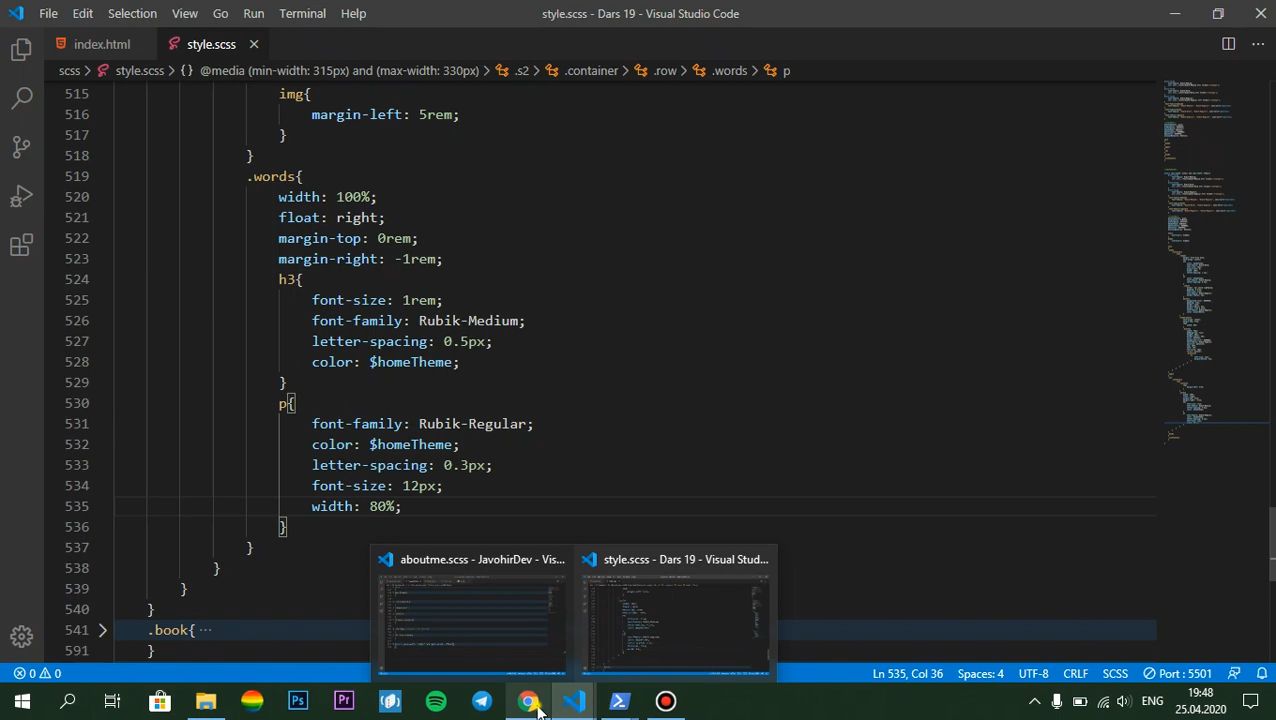 File Edit Selection View Go Run Terminal Help style.scss - Dars 19 - Visual Studio Code
index.html style.scss
scss > style.scss > {} @media (min-width: 315px) and (max-width: 330px) > .s2 > .container > .row > .words > p
515 img{
516 margin-left: 5rem;
517 }
518 }
519 .words{
520 width: 100%;
521 float: right;
522 margin-top: 0rem;
523 margin-right: -1rem;
524 h3{
525 font-size: 1rem;
526 font-family: Rubik-Mdium;
527 letter-spacing: 0.5px;
528 color: $homeTheme;
529 }
530 p{
531 font-family: Rubik-Regular;
532 color: $homeTheme;
533 letter-spacing: 0.3px;
534 font-size: 12px;
535 width: 80%;
536 }
537 }
538 }
539 }
540 }
541 .book{ ...
591 }
aboutme.scss - JavohirDev - Vis... style.scss - Dars 19 - Visual Studi...
0 0 Ln 535, Col 36 Spaces: 4 UTF-8 CRLF SCSS Port : 5501
Ps Pr ENG 19:48
25.04.2020